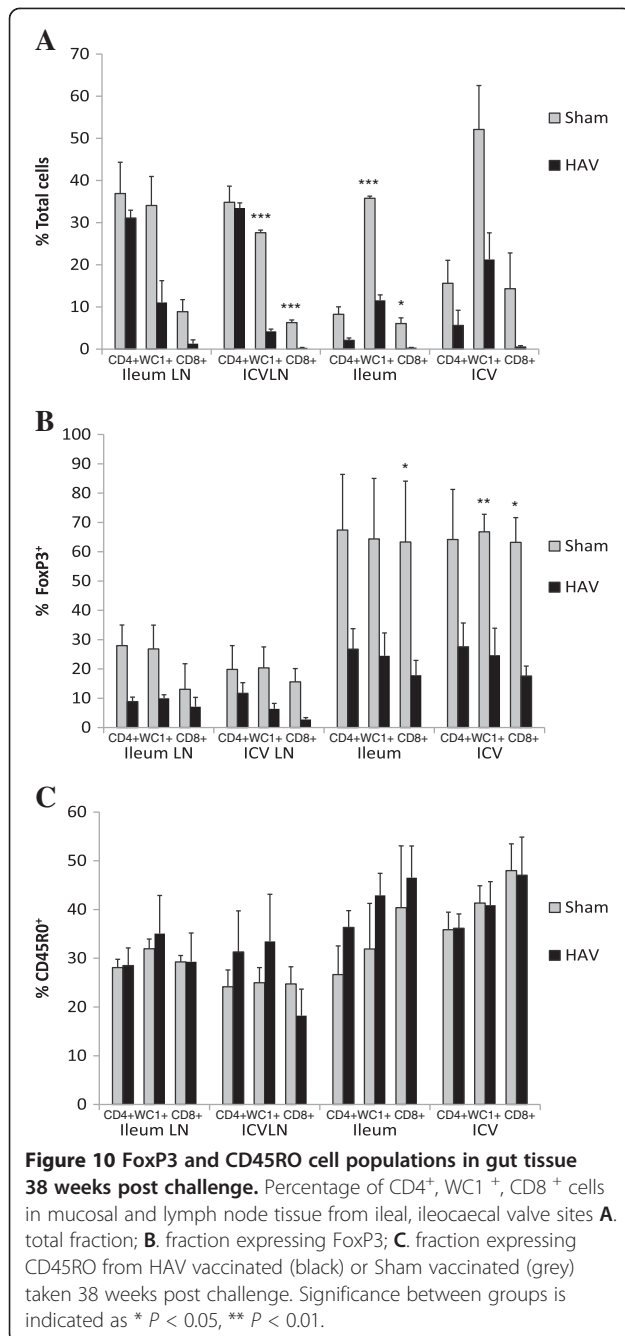 A
70
60
50
40
30
20
10
0
% Total cells
*** *** *** *
Sham
HAV
CD4+WC1+ CD8+ CD4+WC1+ CD8+ CD4+WC1+ CD8+ CD4+WC1+ CD8+
Ileum LN ICVLN Ileum ICV
B
100
90
80
70
60
50
40
30
20
10
0
% FoxP3+
* ** *
Sham
HAV
CD4+WC1+ CD8+ CD4+WC1+ CD8+ CD4+WC1+ CD8+ CD4+WC1+ CD8+
Ileum LN ICV LN Ileum ICV
C
60
50
40
30
20
10
0
% CD45R0+
Sham
HAV
CD4+WC1+ CD8+ CD4+WC1+ CD8+ CD4+WC1+ CD8+ CD4+WC1+ CD8+
Ileum LN ICVLN Ileum ICV
Figure 10 FoxP3 and CD45RO cell populations in gut tissue
38 weeks post challenge. Percentage of CD4+, WC1 +, CD8 + cells
in mucosal and lymph node tissue from ileal, ileocaecal valve sites A.
total fraction; B. fraction expressing FoxP3; C. fraction expressing
CD45RO from HAV vaccinated (black) or Sham vaccinated (grey)
taken 38 weeks post challenge. Significance between groups is
indicated as * P < 0.05, ** P < 0.01.